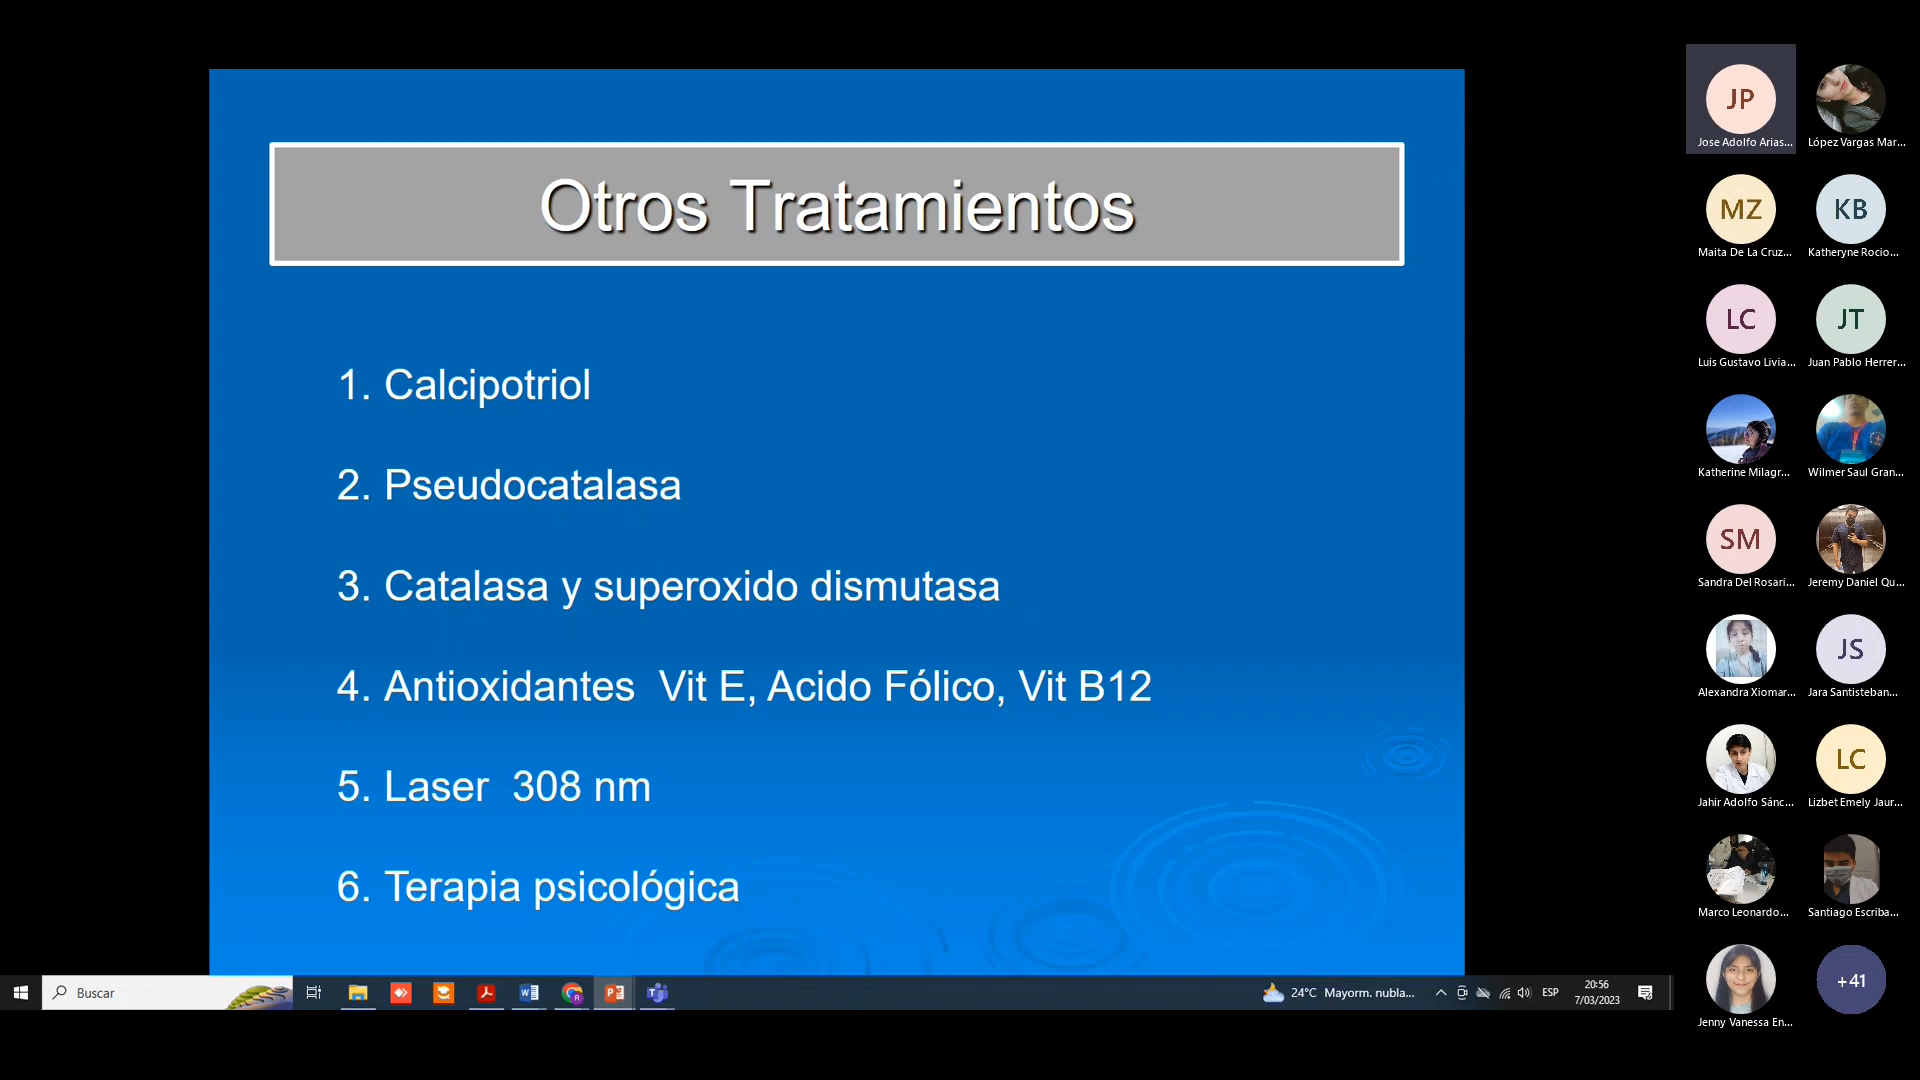 Otros Tratamientos
1. Calcipotriol
2. Pseudocatalasa
3. Catalasa y superoxido dismutasa
4. Antioxidantes  Vit E, Acido Fólico, Vit B12
5. Laser  308 nm
6. Terapia psicológica
Buscar
24°C Mayorm. nubla...
ESP
20:56
7/03/2023
JP
Jose Adolfo Arias...
López Vargas Mar...
MZ
Maita De La Cruz...
KB
Katheryne Rocio...
LC
Luis Gustavo Livia...
JT
Juan Pablo Herrer...
Katherine Milagr...
Wilmer Saul Gran...
SM
Sandra Del Rosari...
Jeremy Daniel Qu...
Alexandra Xiomar...
JS
Jara Santisteban...
Jahir Adolfo Sánc...
LC
Lizbet Emely Jaur...
Marco Leonardo...
Santiago Escriba...
Jenny Vanessa En...
+41